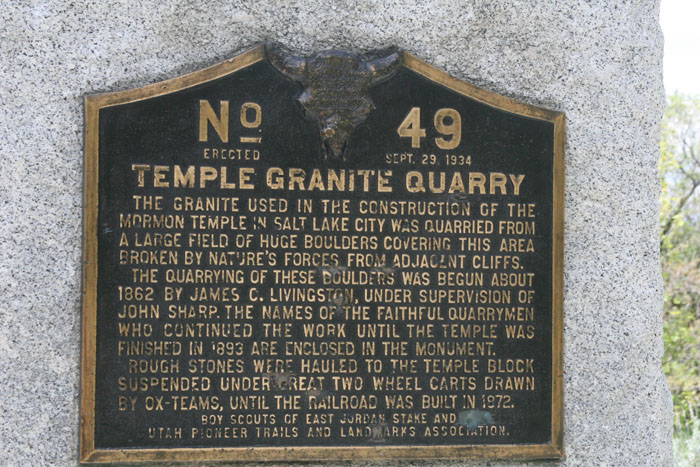 No 49
ERECTED SEPT. 29, 1934
TEMPLE GRANITE QUARRY
THE GRANITE USED IN THE CONSTRUCTION OF THE
MORMON TEMPLE IN SALT LAKE CITY WAS QUARRIED FROM
A LARGE FIELD OF HUGE BOULDERS COVERING THIS AREA
BROKEN BY NATURE'S FORCES FROM ADJACENT CLIFFS.
THE QUARRYING OF THESE BOULDERS WAS BEGUN ABOUT
1862 BY JAMES C. LIVINGSTON, UNDER SUPERVISION OF
JOHN SHARP. THE NAMES OF THE FAITHFUL QUARRYMEN
WHO CONTINUED THE WORK UNTIL THE TEMPLE WAS
FINISHED IN 1893 ARE ENCLOSED IN THE MONUMENT.
ROUGH STONES WERE HAULED TO THE TEMPLE BLOCK
SUSPENDED UNDER GREAT TWO WHEEL CARTS DRAWN
BY OX-TEAMS, UNTIL THE RAILROAD WAS BUILT IN 1972.
BOY SCOUTS OF EAST JORDAN STAKE AND
UTAH PIONEER TRAILS AND LANDMARKS ASSOCIATION.